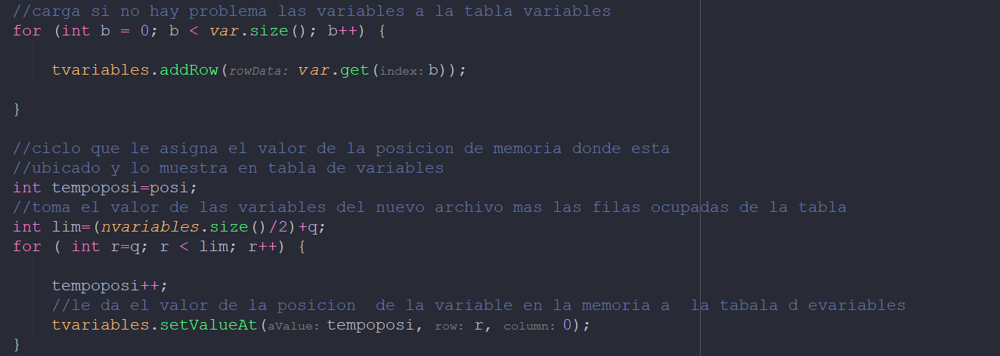 //carga si no hay problema las variables a la tabla variables
for (int b = 0; b < var.size(); b++) {
tvariables.addRow(rowData: var.get(index: b));
}
//ciclo que le asigna el valor de la posicion de memoria donde esta
//ubicado y lo muestra en tabla de variables
int tempoposi=posi;
//toma el valor de las variables del nuevo archivo mas las filas ocupadas de la tabla
int lim=(nvariables.size()/2)+q;
for ( int r=q; r < lim; r++) {
tempoposi++;
//le da el valor de la posicion  de la variable en la memoria a  la tabala d evariables
tvariables.setValueAt(aValue: tempoposi, row: r, column: 0);
}